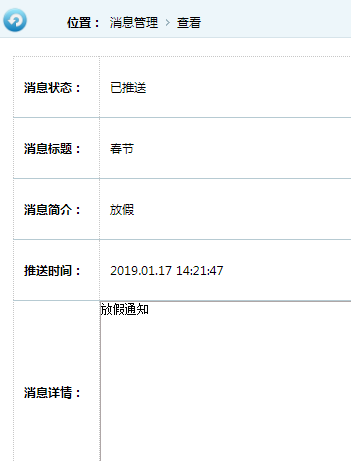 位置： 消息管理 > 查看
消息状态： 已推送
消息标题： 春节
消息简介： 放假
推送时间： 2019.01.17 14:21:47
放假通知
消息详情：